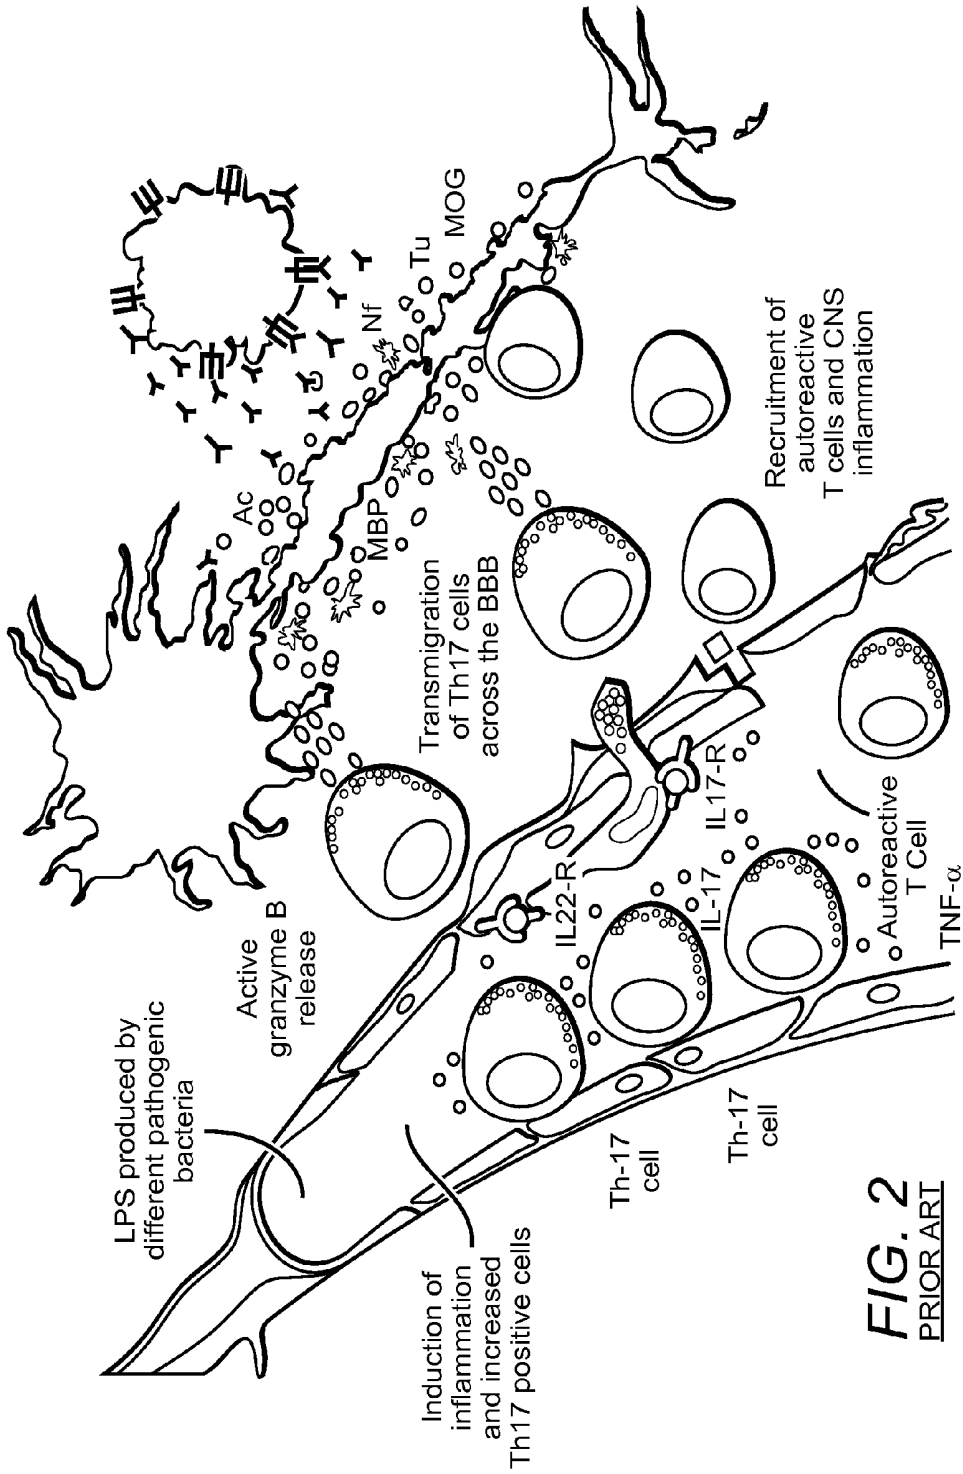 LPS produced by
different pathogenic
bacteria
Active
granzyme B
release
Ac
Nf
Tu
MOG
MBP
Transmigration
of Th17 cells
across the BBB
Recruitment of
autoreactive
T cells and CNS
inflammation
Induction of
inflammation
and increased
Th17 positive cells
Th-17
cell
Th-17
cell
IL22-R
IL-17
IL17-R
Autoreactive
T Cell
TNF-α
FIG. 2
PRIOR ART